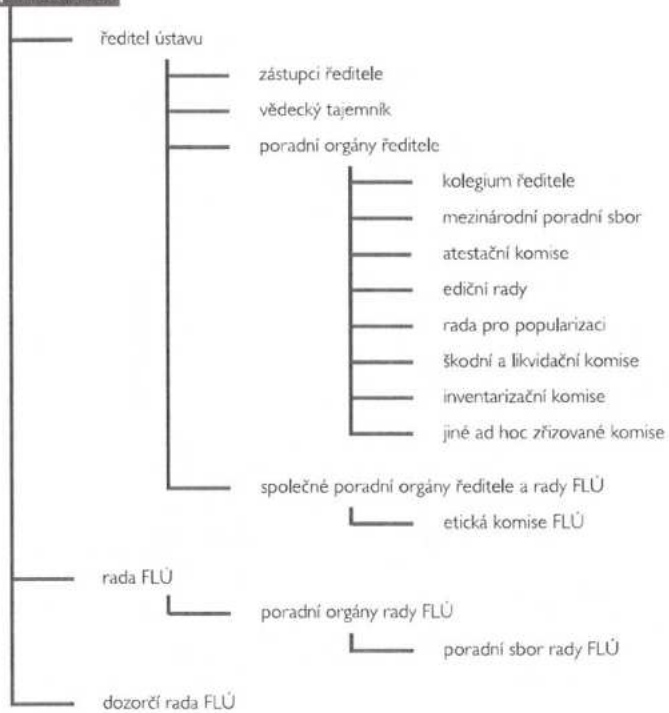 ředitel ústavu
zástupci ředitele
vědecký tajemník
poradní orgány ředitele
kolegium ředitele
mezinárodní poradní sbor
atestační komise
ediční rady
rada pro popularizaci
škodní a likvidační komise
inventarizační komise
jiné ad hoc zřizované komise
společné poradní orgány ředitele a rady FLÚ
etická komise FLÚ
rada FLÚ
poradní orgány rady FLÚ
poradní sbor rady FLÚ
dozorčí rada FLÚ